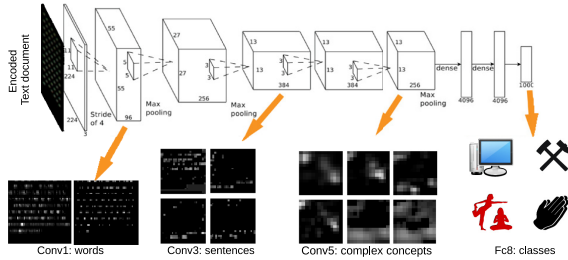 Encoded
Text document
11
11
224
224
3
Stride
of 4
55
55
5
5
96
Max
pooling
27
27
3
3
256
Max
pooling
13
13
3
3
384
13
13
3
3
384
13
13
256
Max
pooling
dense
4096
dense
4096
1000
Conv1: words
Conv3: sentences
Conv5: complex concepts
Fc8: classes